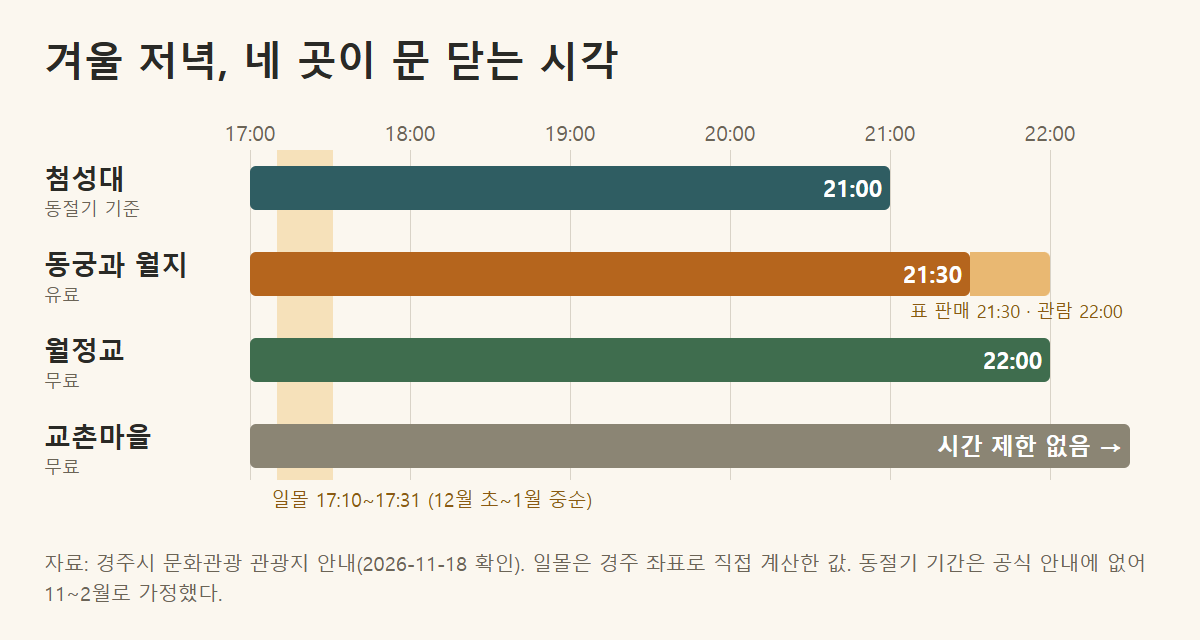 겨울 저녁, 네 곳이 문 닫는 시각
17:00 18:00 19:00 20:00 21:00 22:00
첨성대
동절기 기준
21:00
동궁과 월지
유료
21:30
표 판매 21:30 · 관람 22:00
월정교
무료
22:00
교촌마을
무료
시간 제한 없음 →
일몰 17:10~17:31 (12월 초~1월 중순)
자료: 경주시 문화관광 관광지 안내(2026-11-18 확인). 일몰은 경주 좌표로 직접 계산한 값. 동절기 기간은 공식 안내에 없어
11~2월로 가정했다.